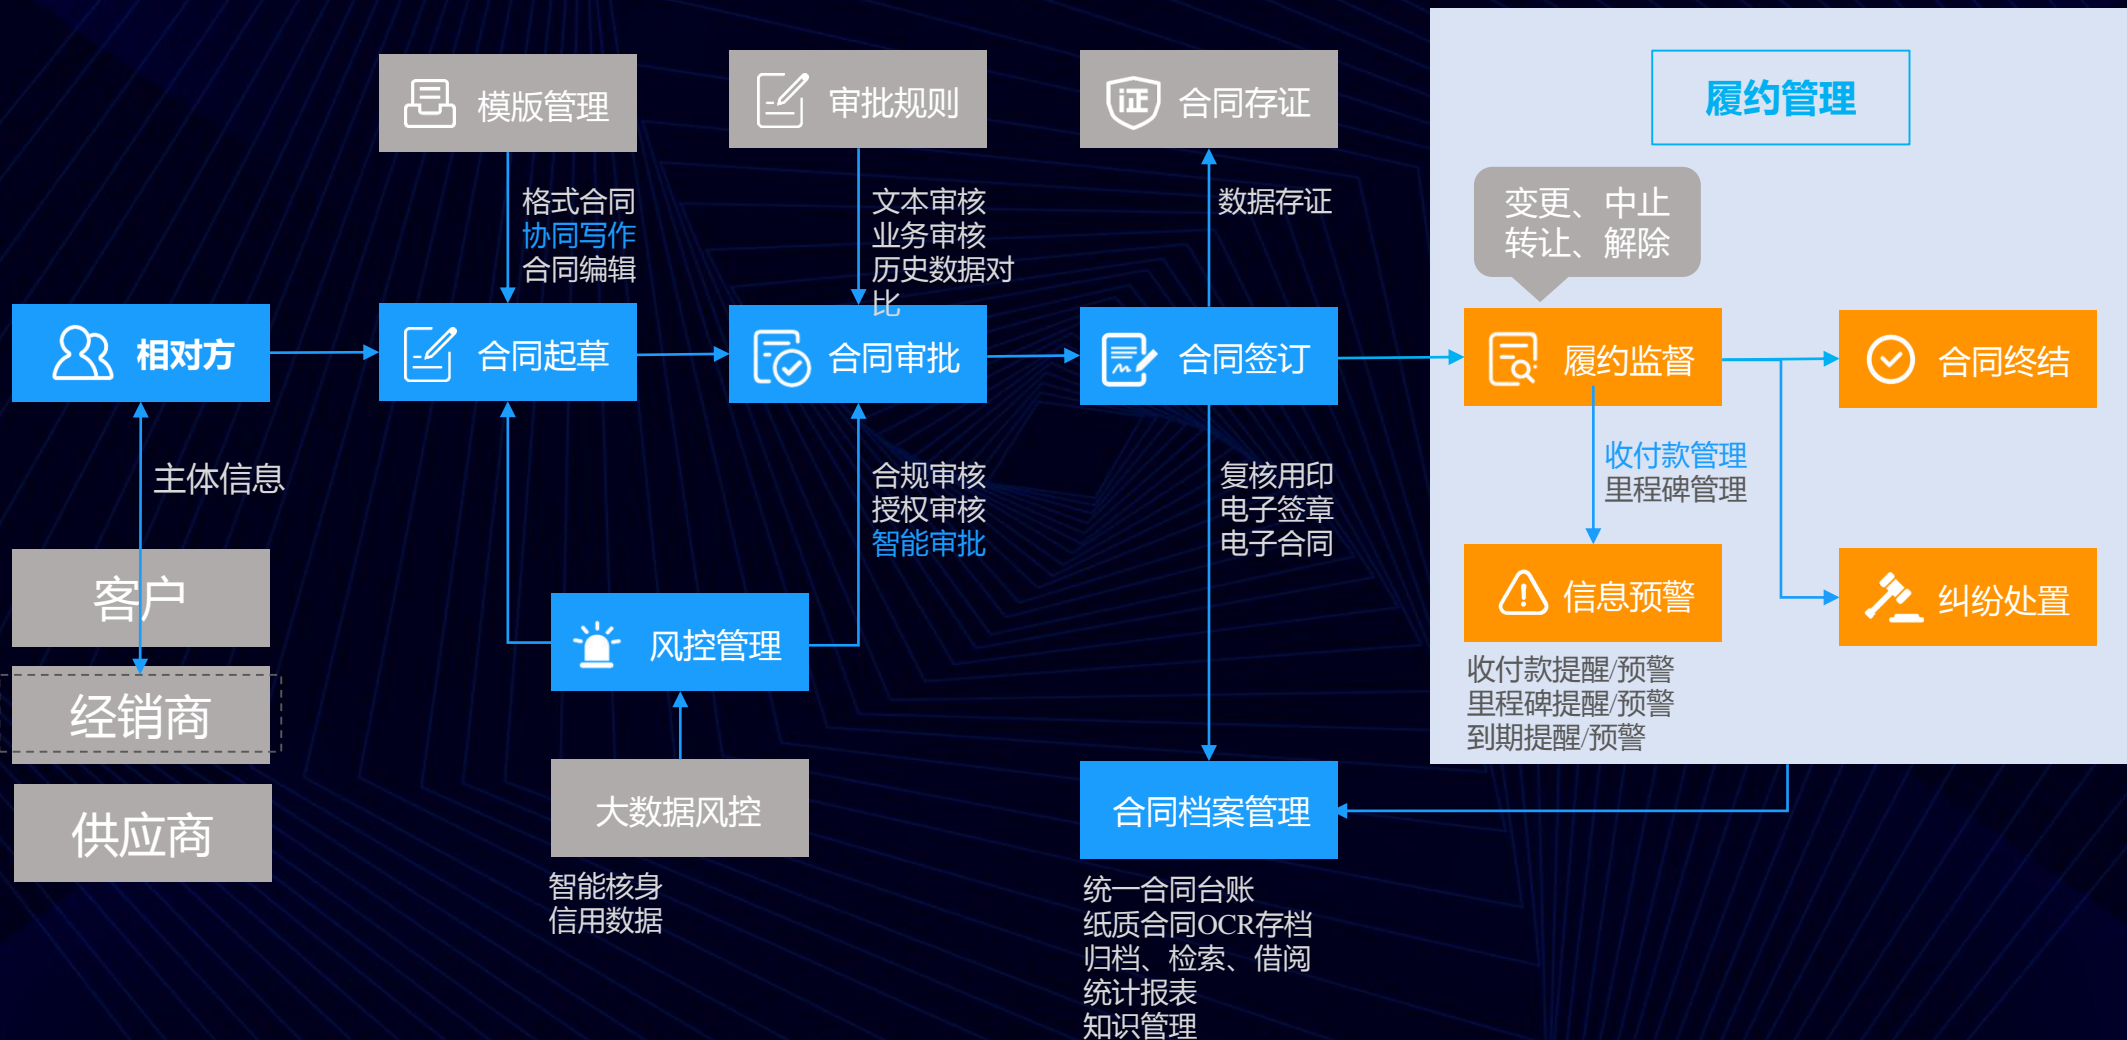 模版管理
审批规则
证
合同存证
履约管理
格式合同
协同写作
合同编辑
文本审核
业务审核
历史数据对
比
数据存证
变更、中止
转让、解除
相对方
合同起草
合同审批
合同签订
履约监督
合同终结
主体信息
合规审核
授权审核
智能审批
复核用印
电子签章
电子合同
收付款管理
里程碑管理
客户
经销商
供应商
风控管理
信息预警
纠纷处置
收付款提醒/预警
里程碑提醒/预警
到期提醒/预警
大数据风控
智能核身
信用数据
合同档案管理
统一合同台账
纸质合同OCR存档
归档、检索、借阅
统计报表
知识管理